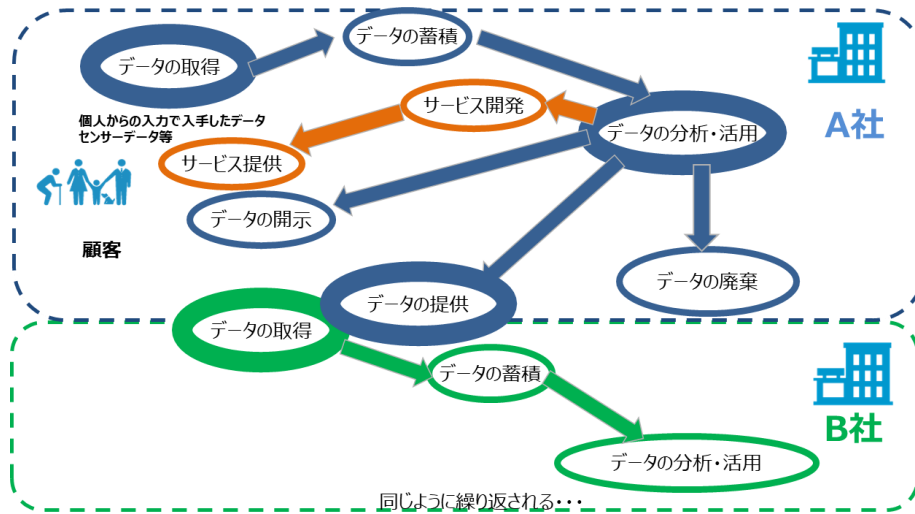 データの蓄積
データの取得
個人からの入力で入手したデータ
センサーデータ等
サービス開発
データの分析・活用
A社
サービス提供
データの開示
顧客
データの廃棄
データの提供
データの取得
データの蓄積
B社
データの分析・活用
同じように繰り返される・・・